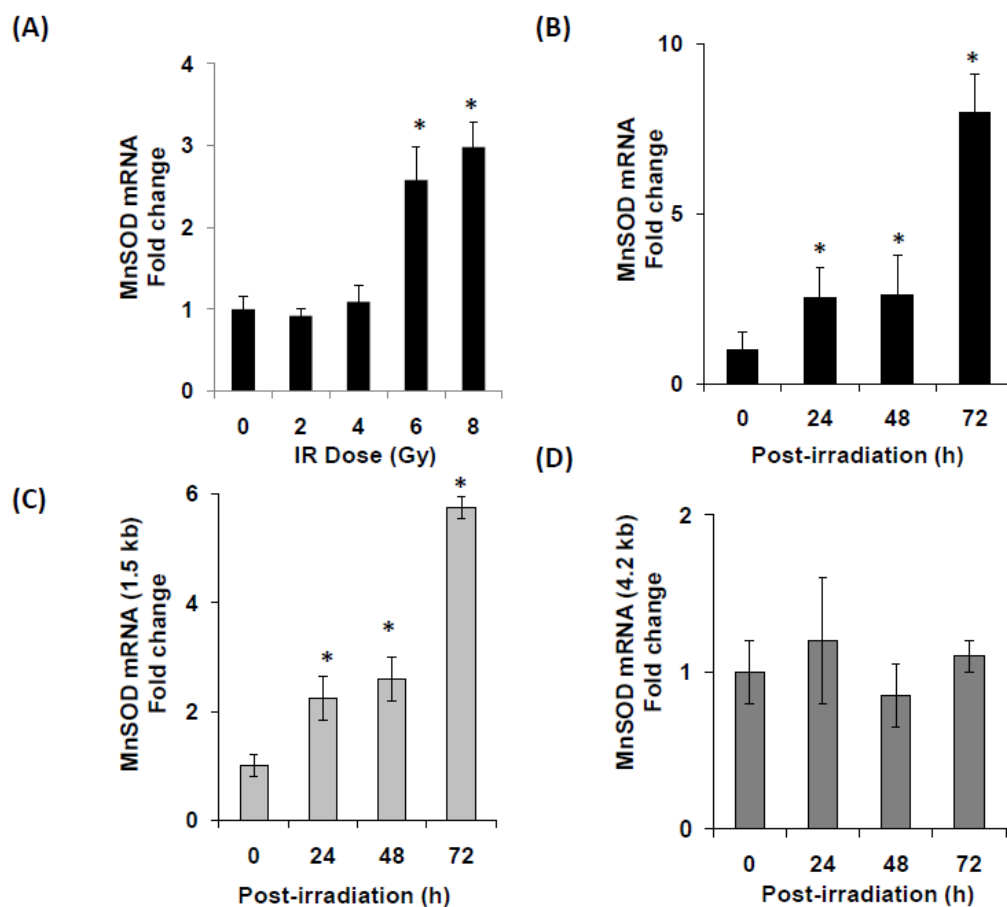 (A)
MnSOD mRNA
Fold change
4
3
2
1
0
*
*
0 2 4 6 8
IR Dose (Gy)
(B)
MnSOD mRNA
Fold change
10
5
0
*
*
*
0 24 48 72
Post-irradiation (h)
(C)
MnSOD mRNA (1.5 kb)
Fold change
6
4
2
0
*
*
*
0 24 48 72
Post-irradiation (h)
(D)
MnSOD mRNA (4.2 kb)
Fold change
2
1
0
0 24 48 72
Post-irradiation (h)